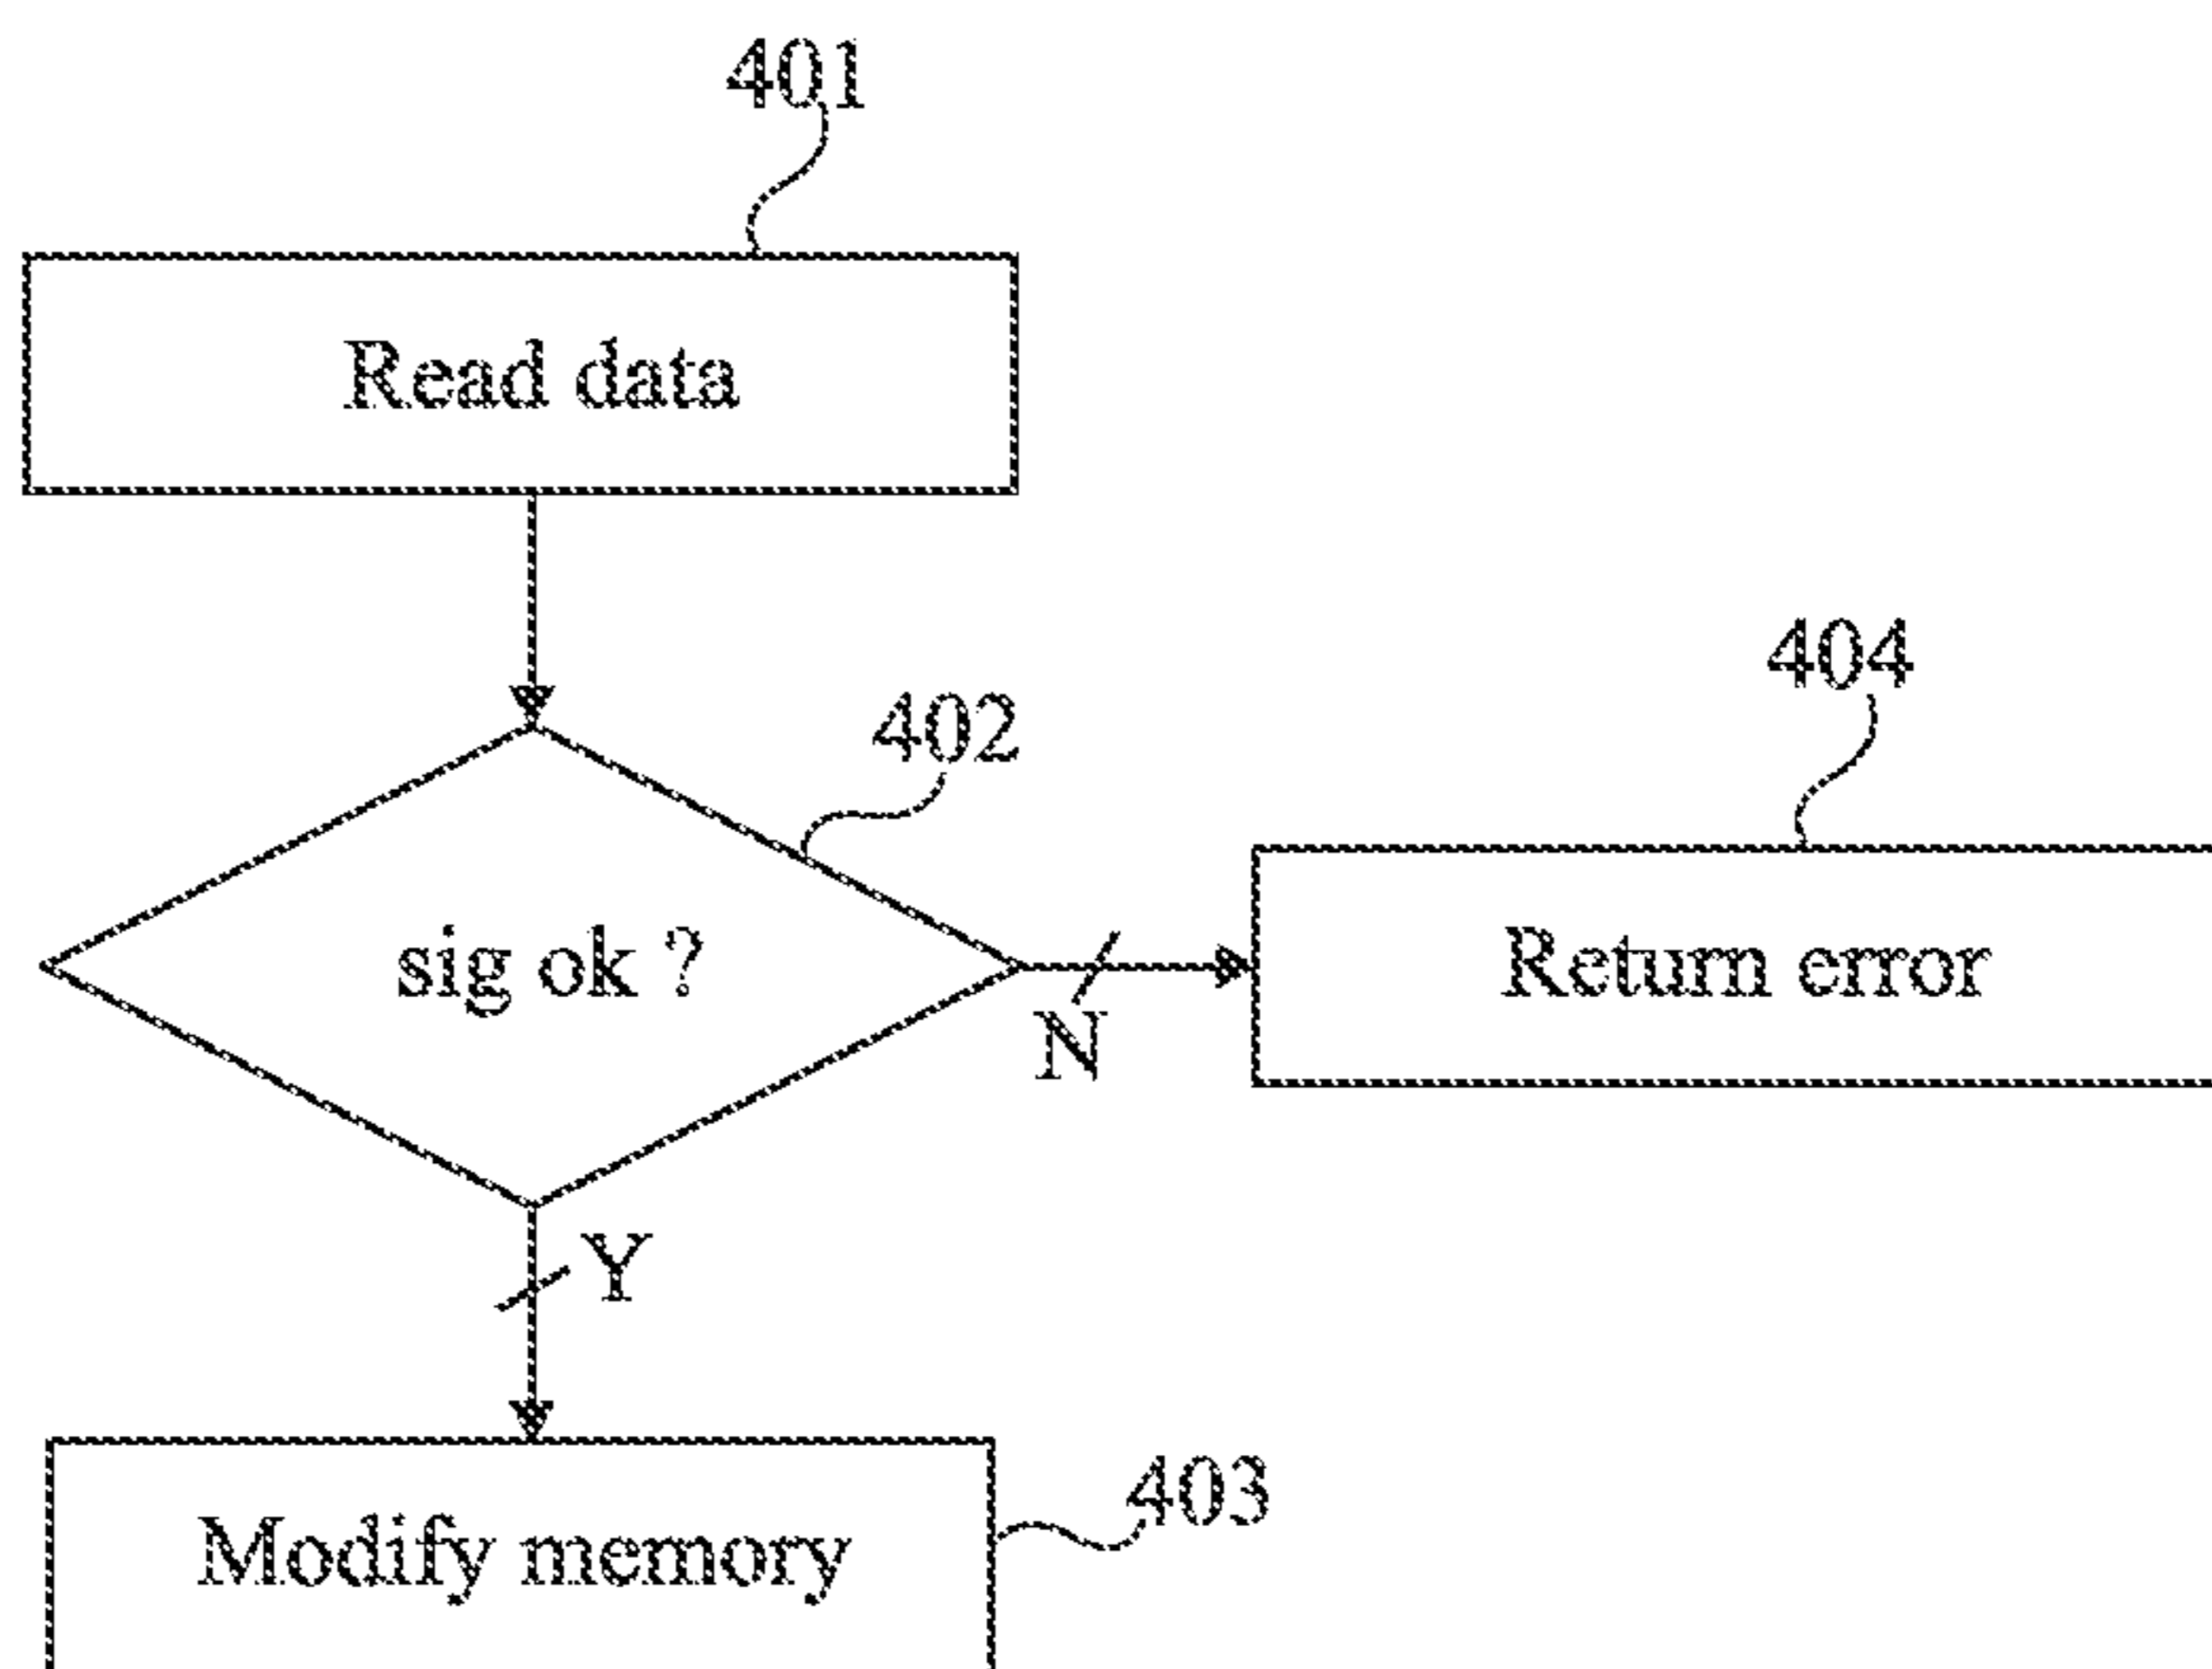 401
Read data
402
404
sig ok ?
Return error
N
Y
403
Modify memory